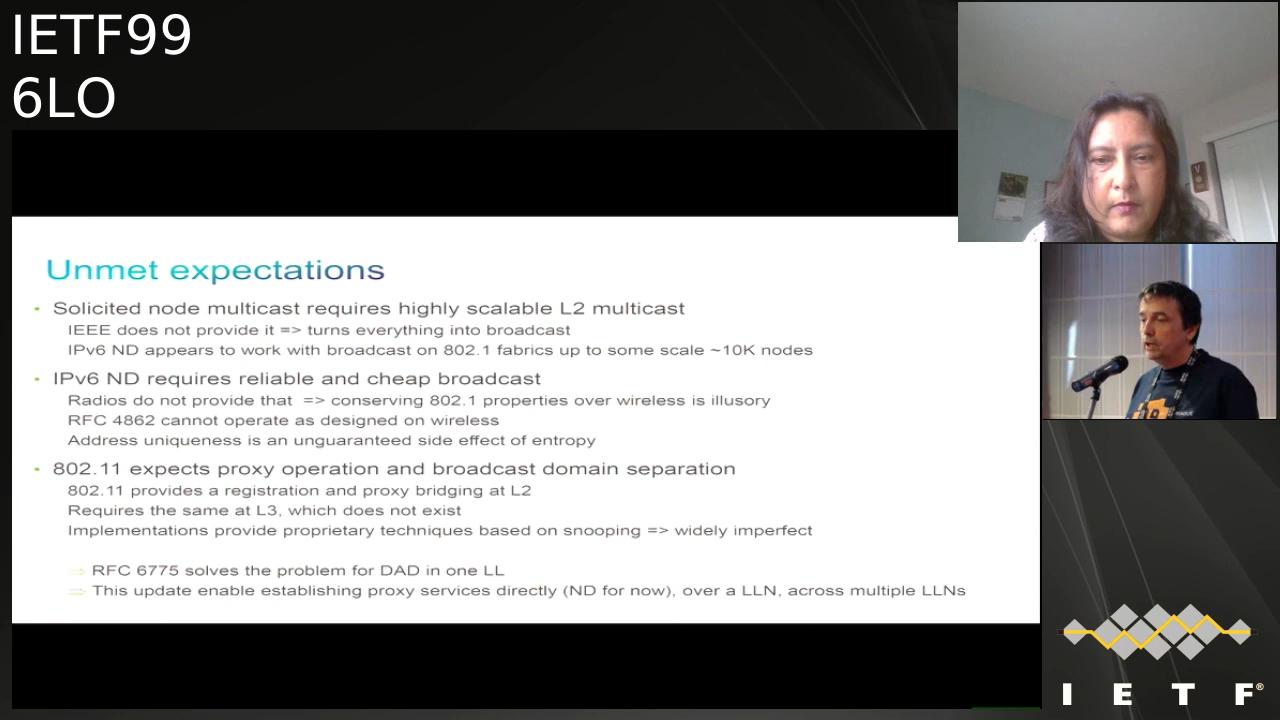 IETF99
6LO
Unmet expectations
• Solicited node multicast requires highly scalable L2 multicast
IEEE does not provide it => turns everything into broadcast
IPv6 ND appears to work with broadcast on 802.1 fabrics up to some scale ~10K nodes
• IPv6 ND requires reliable and cheap broadcast
Radios do not provide that => conserving 802.1 properties over wireless is illusory
RFC 4862 cannot operate as designed on wireless
Address uniqueness is an unguaranteed side effect of entropy
• 802.11 expects proxy operation and broadcast domain separation
802.11 provides a registration and proxy bridging at L2
Requires the same at L3, which does not exist
Implementations provide proprietary techniques based on snooping => widely imperfect
⇒ RFC 6775 solves the problem for DAD in one LL
⇒ This update enable establishing proxy services directly (ND for now), over a LLN, across multiple LLNs
I E T F®